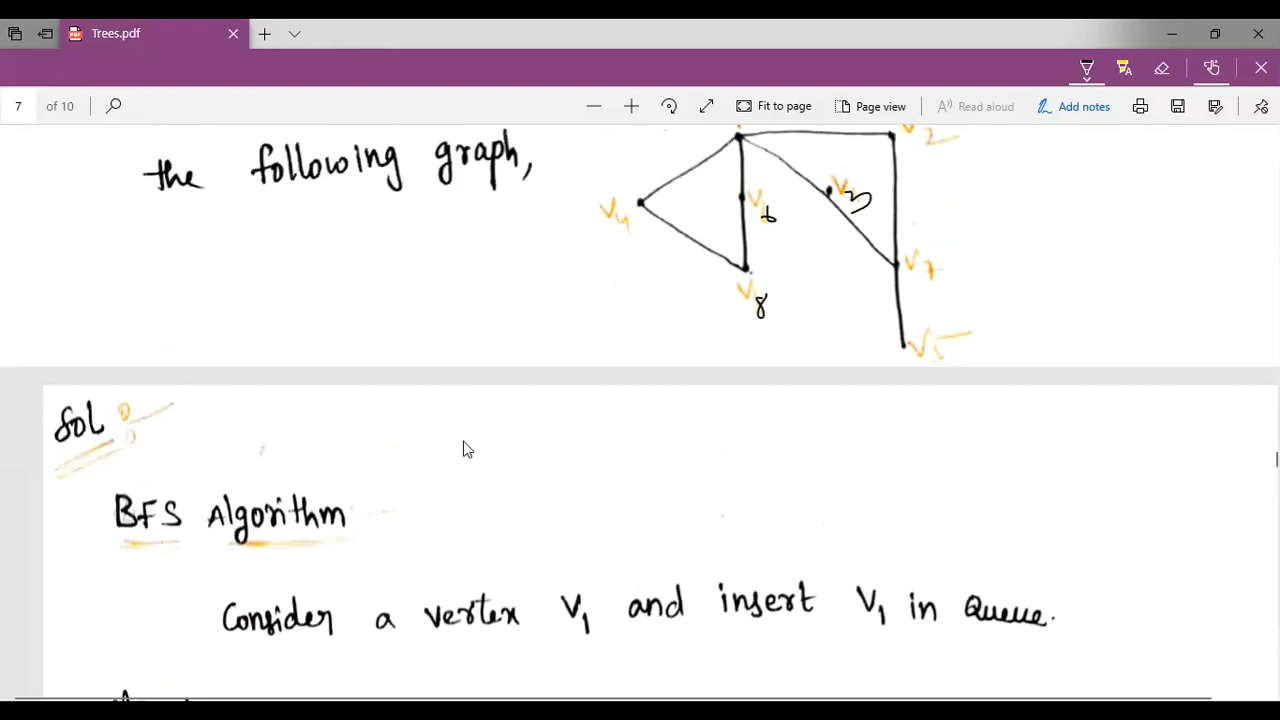 Trees.pdf
7 of 10
Fit to page
Page view
Read aloud
Add notes
the following graph,
V2
V4
V6
V3
V7
V8
V5
Sol :
BFS Algorithm
Consider a vertex V1 and insert V1 in Queue.